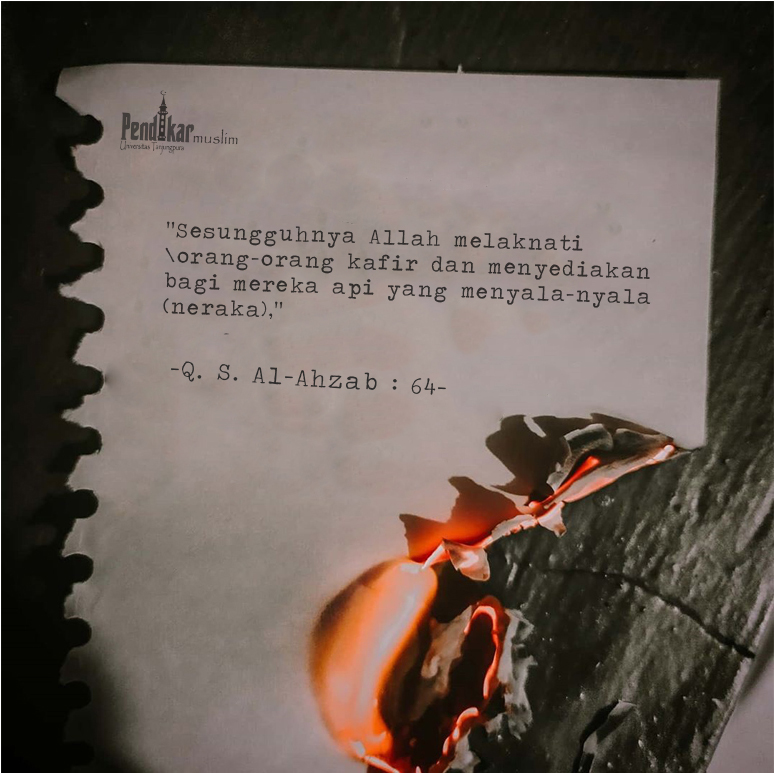 Pendikar muslim
Universitas Tanjungpura
"Sesungguhnya Allah melaknati
\orang-orang kafir dan menyediakan
bagi mereka api yang menyala-nyala
(neraka),"
-Q. S. Al-Ahzab : 64-